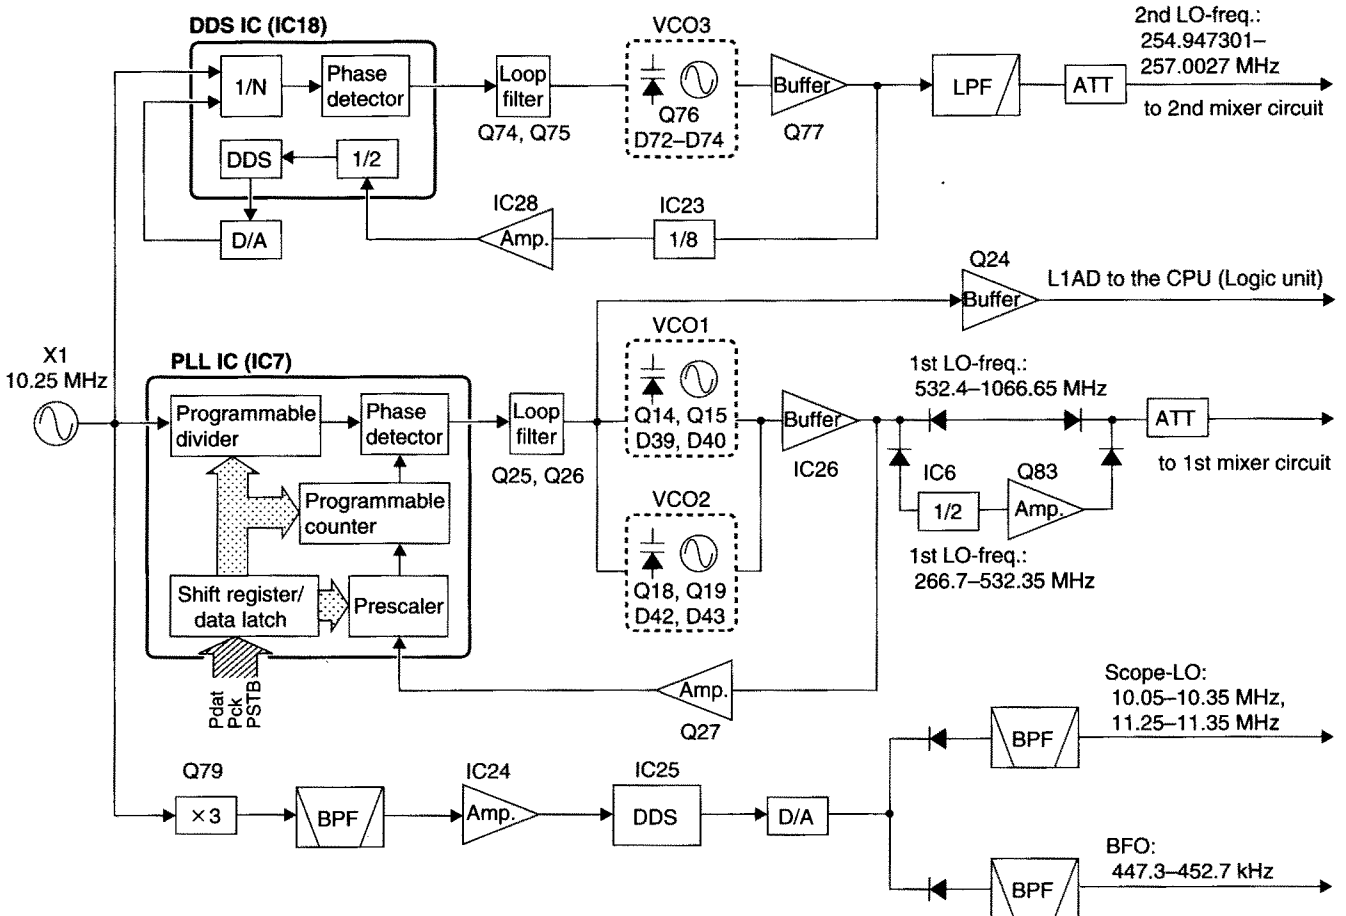 DDS IC (IC18)
1/N
Phase
detector
DDS
1/2
D/A
Loop
filter
Q74, Q75
VCO3
Q76
D72–D74
Buffer
Q77
LPF
ATT
2nd LO-freq.:
254.947301–
257.0027 MHz
to 2nd mixer circuit
IC28
Amp.
IC23
1/8
Q24
Buffer
L1AD to the CPU (Logic unit)
X1
10.25 MHz
PLL IC (IC7)
Programmable
divider
Phase
detector
Programmable
counter
Shift register/
data latch
Prescaler
Pdat
Pck
PSTB
Loop
filter
Q25, Q26
VCO1
Q14, Q15
D39, D40
VCO2
Q18, Q19
D42, D43
Buffer
IC26
1st LO-freq.:
532.4–1066.65 MHz
ATT
to 1st mixer circuit
IC6
1/2
Q83
Amp.
1st LO-freq.:
266.7–532.35 MHz
Amp.
Q27
Q79
×3
BPF
IC24
Amp.
IC25
DDS
D/A
BPF
Scope-LO:
10.05–10.35 MHz,
11.25–11.35 MHz
BPF
BFO:
447.3–452.7 kHz